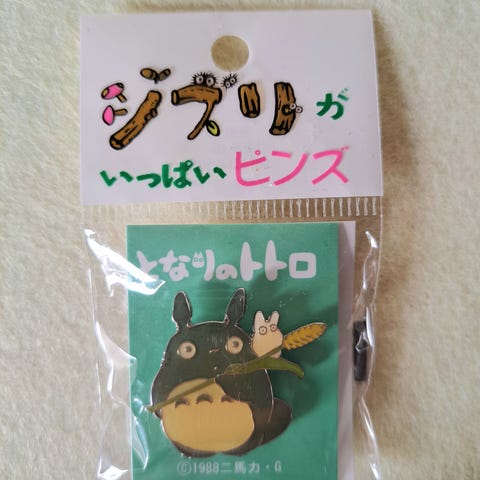 ジブリが
いっぱいピンズ
となりのトトロ
©1988二馬力・G